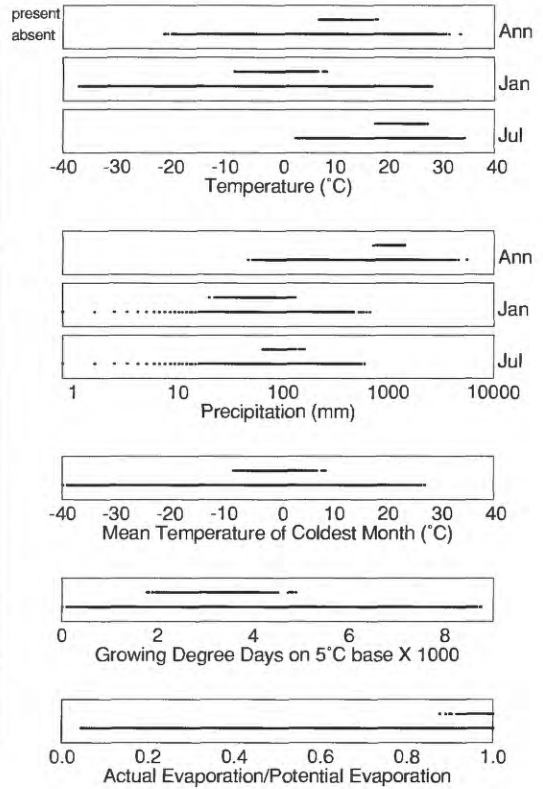 present
absent
Ann
Jan
Jul
-40 -30 -20 -10 0 10 20 30 40
Temperature (˚C)
Ann
Jan
Jul
1 10 100 1000 10000
Precipitation (mm)
-40 -30 -20 -10 0 10 20 30 40
Mean Temperature of Coldest Month (˚C)
0 2 4 6 8
Growing Degree Days on 5˚C base X 1000
0.0 0.2 0.4 0.6 0.8 1.0
Actual Evaporation/Potential Evaporation